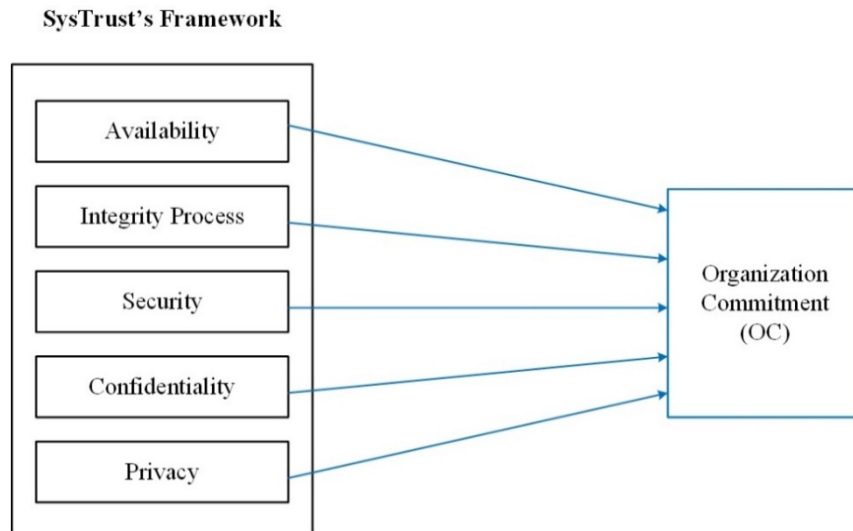 SysTrust's Framework
Availability
Integrity Process
Security
Confidentiality
Privacy
Organization
Commitment
(OC)